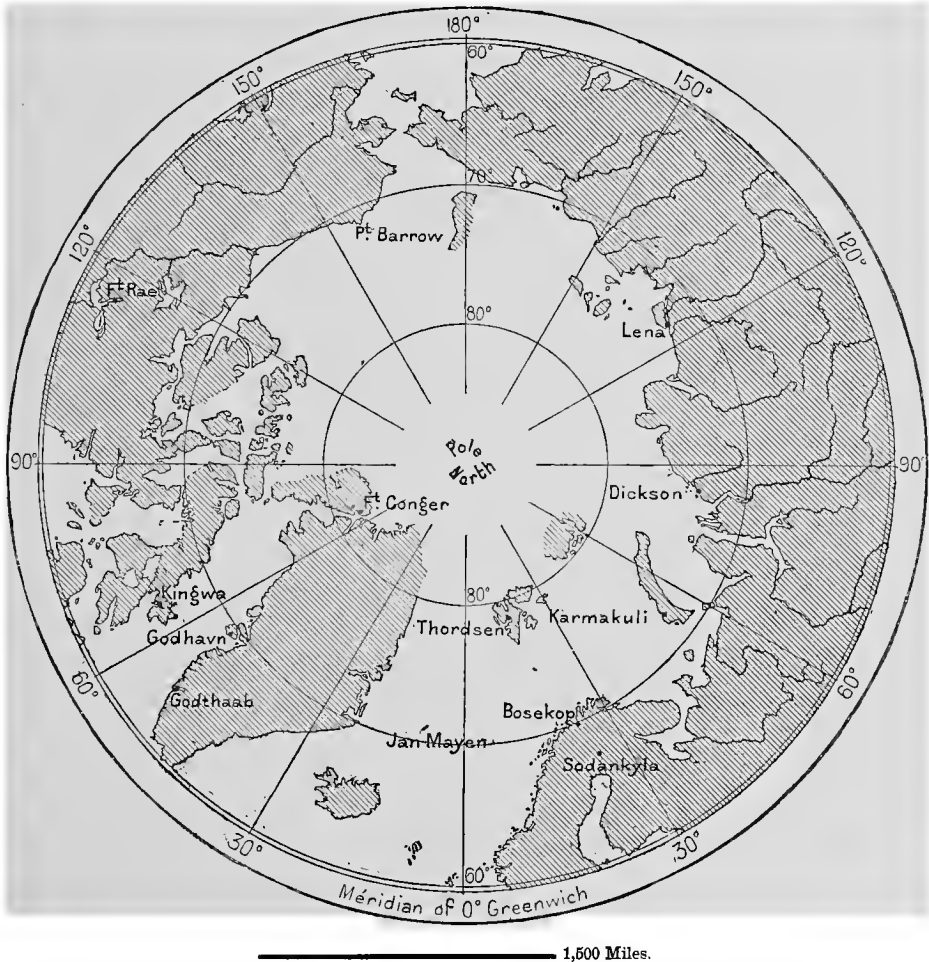 180°
60°
150°
150°
70°
Pt. Barrow
120°
120°
Ft Rae
80°
Lena
90°
Pole
North
90°
Dickson
Ft Conger
Kingwa
80°
Karmakuli
Thordsen
Godhavn
60°
60°
Godthaab
Bosekop
Jan Mayen
Sodankyla
30°
30°
60°
Méridian of 0° Greenwich
1,500 Miles.